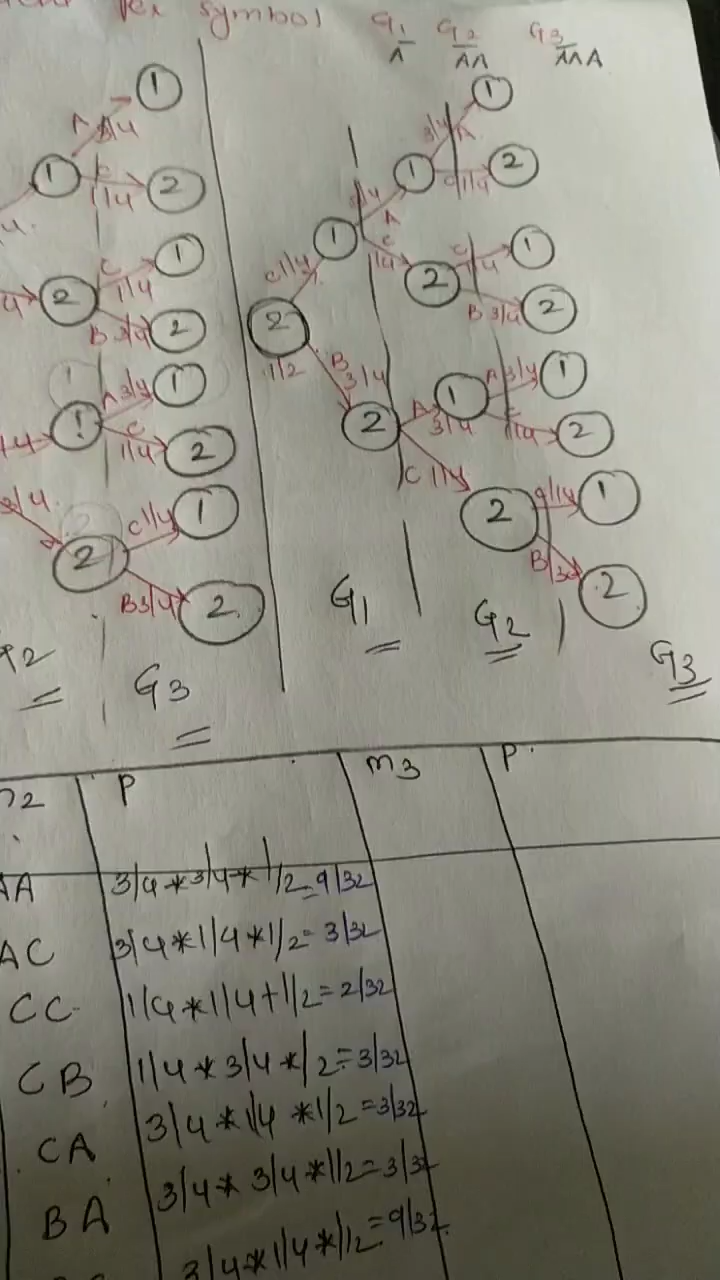 per symbol G1 G2 G3
A AA AAA
1
A 3/4
1
C
1/4 2
C 1
1/4
2
B 3/4 2
1
A 3/4 1
1
C
1/4 2
C 1/4 1
2
B 3/4 2
G2 G3
1
3/4 A
1
C 1/4 2
3/4
A
1
C
1/4
C 1/4
2
C 1
1/4
2
B 3/4 2
1/2
B
3/4
2
A
3/4
1
A 3/4 1
C
1/4 2
C 1/4
2
C 1/4 1
B 3/4
2
G1 G2 G3
m2 P m3 P
AA 3/4*3/4*1/2=9/32
AC 3/4*1/4*1/2=3/32
CC 1/4*1/4+1/2=2/32
CB 1/4*3/4*/2=3/32
CA 3/4*1/4*1/2=3/32
BA 3/4*3/4*1/2=3/32
3/4*1/4*1/2=9/32